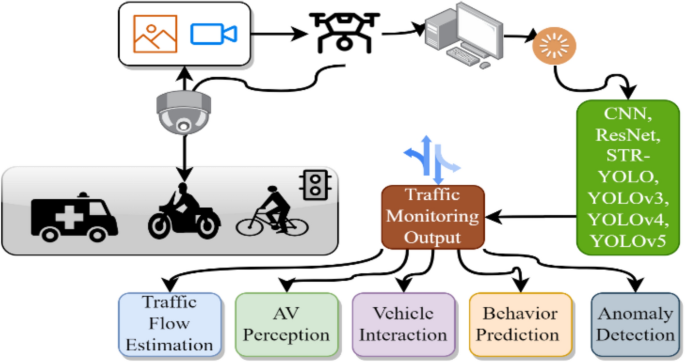 CNN,
ResNet,
STR-
YOLO,
YOLOv3,
YOLOv4,
YOLOv5
Traffic
Monitoring
Output
Traffic
Flow
Estimation
AV
Perception
Vehicle
Interaction
Behavior
Prediction
Anomaly
Detection